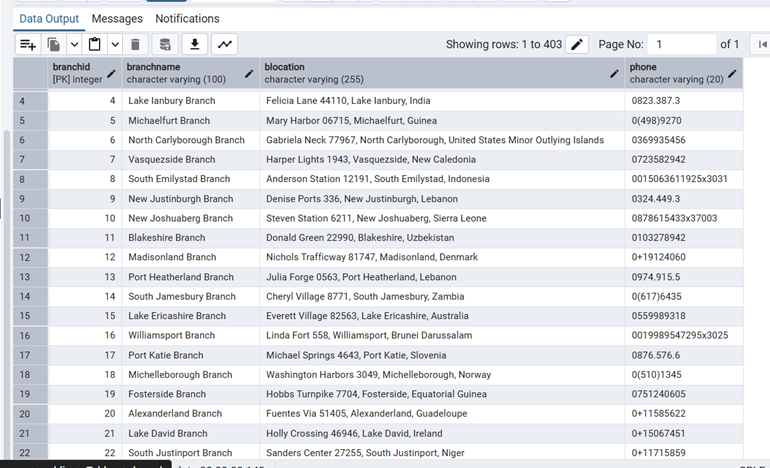 Data Output Messages Notifications
Showing rows: 1 to 403 Page No: 1 of 1
branchid branchname blocation phone
[PK] integer character varying (100) character varying (255) character varying (20)
4 4 Lake Ianbury Branch Felicia Lane 44110, Lake Ianbury, India 0823.387.3
5 5 Michaelfurt Branch Mary Harbor 06715, Michaelfurt, Guinea 0(498)9270
6 6 North Carlyborough Branch Gabriela Neck 77967, North Carlyborough, United States Minor Outlying Islands 0369935456
7 7 Vasquezside Branch Harper Lights 1943, Vasquezside, New Caledonia 0723582942
8 8 South Emilystad Branch Anderson Station 12191, South Emilystad, Indonesia 0015063611925x3031
9 9 New Justinburgh Branch Denise Ports 336, New Justinburgh, Lebanon 0324.449.3
10 10 New Joshuaberg Branch Steven Station 6211, New Joshuaberg, Sierra Leone 0878615433x37003
11 11 Blakeshire Branch Donald Green 22990, Blakeshire, Uzbekistan 0103278942
12 12 Madisonland Branch Nichols Trafficway 81747, Madisonland, Denmark 0+19124060
13 13 Port Heatherland Branch Julia Forge 0563, Port Heatherland, Lebanon 0974.915.5
14 14 South Jamesbury Branch Cheryl Village 8771, South Jamesbury, Zambia 0(617)6435
15 15 Lake Ericashire Branch Everett Village 82563, Lake Ericashire, Australia 0559989318
16 16 Williamsport Branch Linda Fort 558, Williamsport, Brunei Darussalam 0019989547295x3025
17 17 Port Katie Branch Michael Springs 4643, Port Katie, Slovenia 0876.576.6
18 18 Michelleborough Branch Washington Harbors 3049, Michelleborough, Norway 0(510)1345
19 19 Fosterside Branch Hobbs Turnpike 7704, Fosterside, Equatorial Guinea 0751240605
20 20 Alexanderland Branch Fuentes Via 51405, Alexanderland, Guadeloupe 0+11585622
21 21 Lake David Branch Holly Crossing 46946, Lake David, Ireland 0+15067451
22 22 South Justinport Branch Sanders Center 27255, South Justinport, Niger 0+11715859